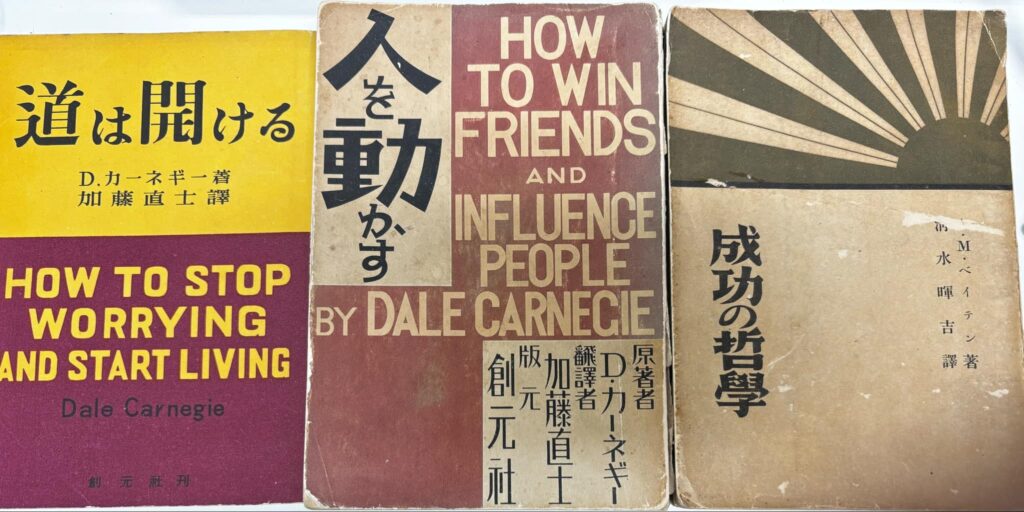 道は開ける
D.カーネギー著
加藤直士譯
HOW TO STOP
WORRYING
AND START LIVING
Dale Carnegie
創元社刊
人を動かす
HOW
TO WIN
FRIENDS
AND
INFLUENCE
PEOPLE
BY DALE CARNEGIE
原著者
D・カーネギー
飜譯者
加藤直士
版元
創元社
・M・ベイテン著
水暉吉譯
成功の哲學